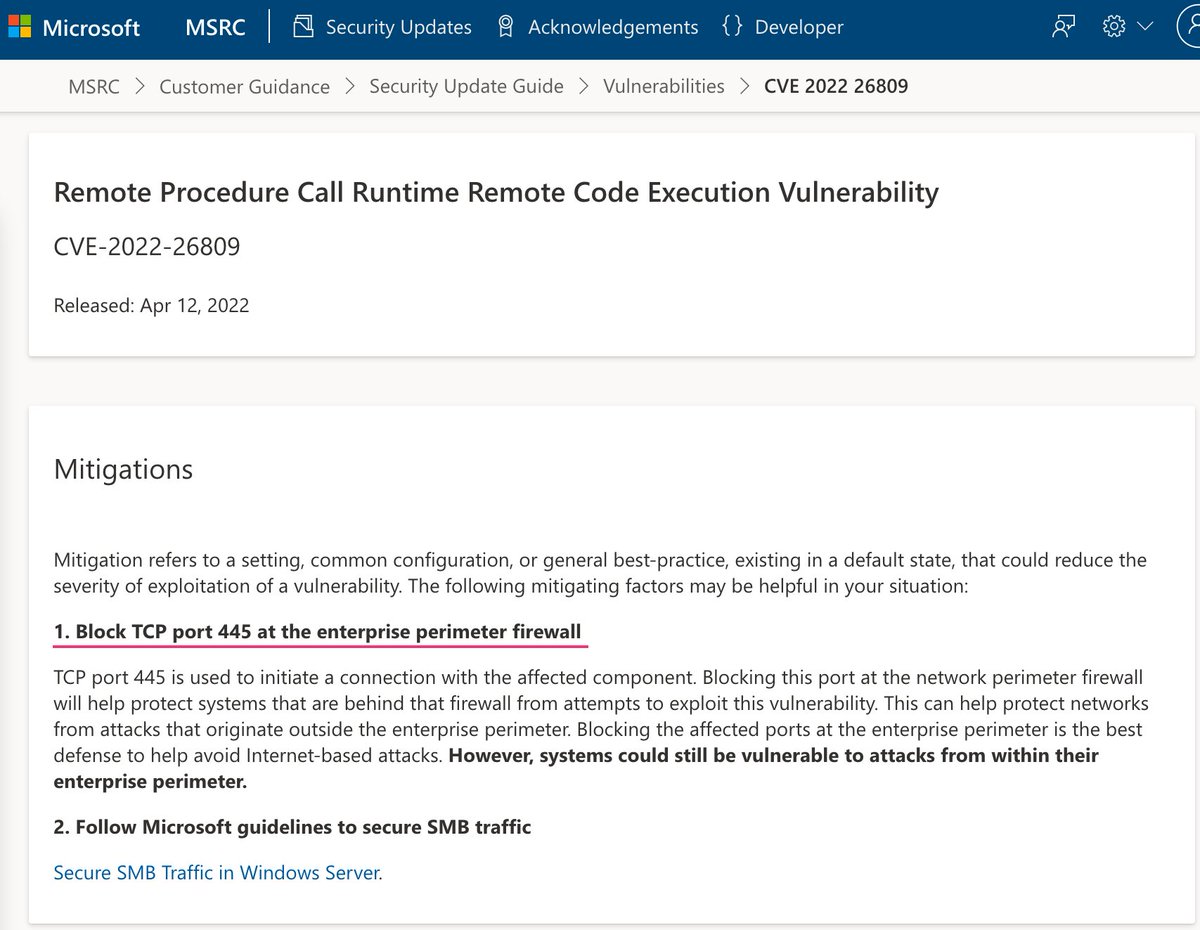 Microsoft MSRC Security Updates Acknowledgements {} Developer
MSRC > Customer Guidance > Security Update Guide > Vulnerabilities > CVE 2022 26809
Remote Procedure Call Runtime Remote Code Execution Vulnerability
CVE-2022-26809
Released: Apr 12, 2022
Mitigations
Mitigation refers to a setting, common configuration, or general best-practice, existing in a default state, that could reduce the
severity of exploitation of a vulnerability. The following mitigating factors may be helpful in your situation:
1. Block TCP port 445 at the enterprise perimeter firewall
TCP port 445 is used to initiate a connection with the affected component. Blocking this port at the network perimeter firewall
will help protect systems that are behind that firewall from attempts to exploit this vulnerability. This can help protect networks
from attacks that originate outside the enterprise perimeter. Blocking the affected ports at the enterprise perimeter is the best
defense to help avoid Internet-based attacks. However, systems could still be vulnerable to attacks from within their
enterprise perimeter.
2. Follow Microsoft guidelines to secure SMB traffic
Secure SMB Traffic in Windows Server.